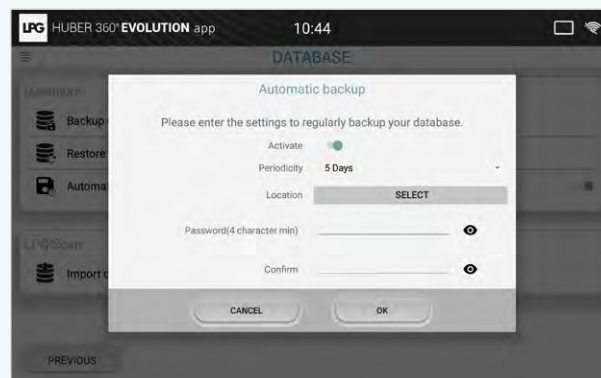 LPG HUBER 360°EVOLUTION app 10:44
DATABASE
Automatic backup
Please enter the settings to regularly backup your database.
Backup
Activate
Periodicity 5 Days
Restore
Location SELECT
Automa
Password(4 character min)
LPG Scan
Import
Confirm
CANCEL OK
PREVIOUS